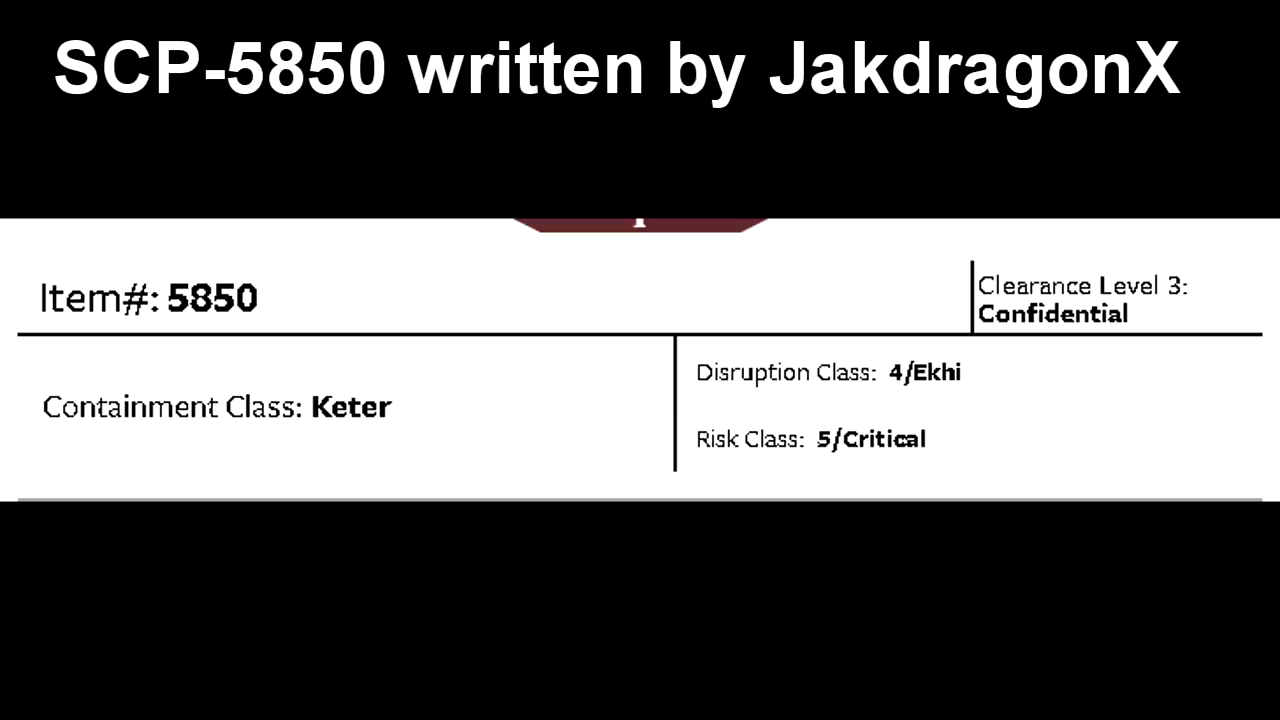 SCP-5850 written by JakdragonX
Item#: 5850
Clearance Level 3:
Confidential
Containment Class: Keter
Disruption Class: 4/Ekhi
Risk Class: 5/Critical